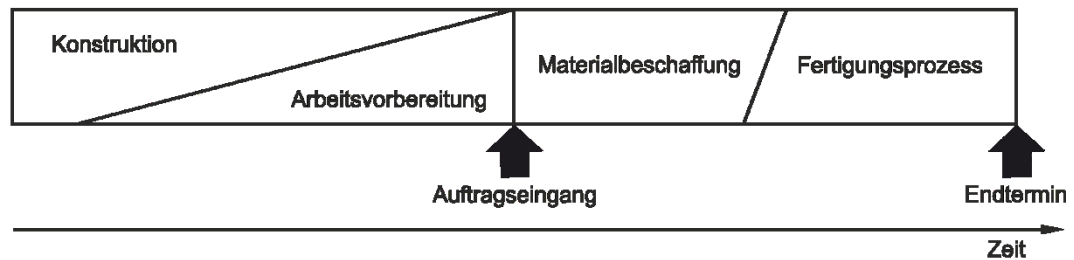 Konstruktion
Arbeitsvorbereitung
Materialbeschaffung
Fertigungsprozess
Auftragseingang
Endtermin
Zeit